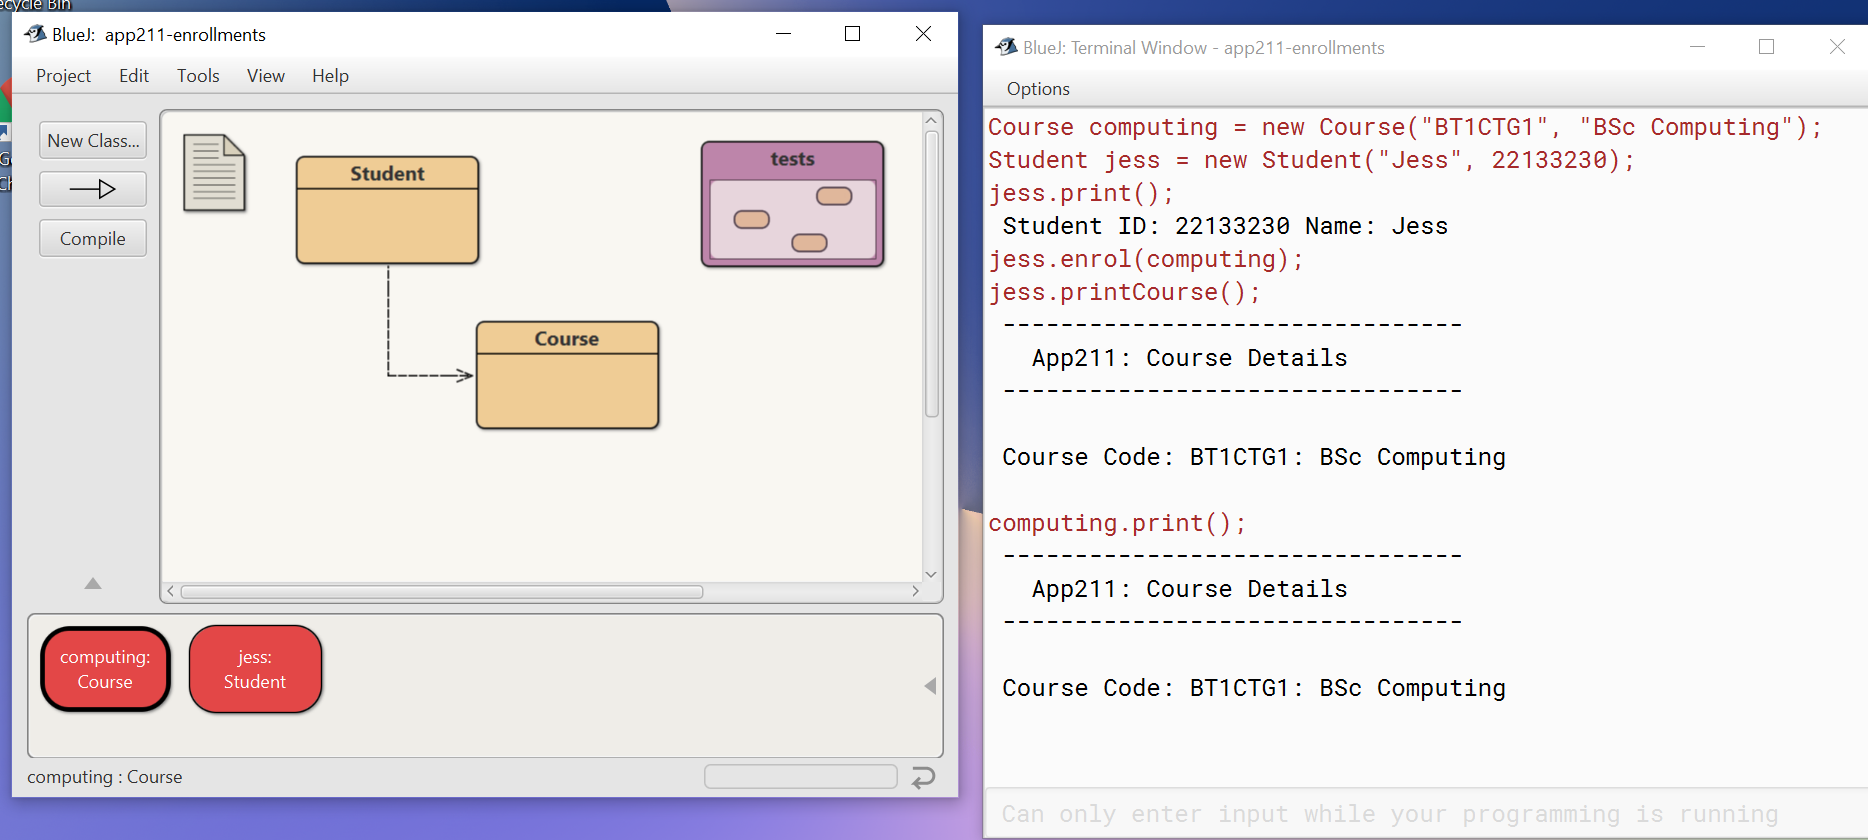 ecycle Bin
BlueJ: app211-enrollments
Project Edit Tools View Help
New Class...
Compile
Student
Course
tests
computing:
Course
jess:
Student
computing : Course
BlueJ: Terminal Window - app211-enrollments
Options
Course computing = new Course("BT1CTG1", "BSc Computing");
Student jess = new Student("Jess", 22133230);
jess.print();
Student ID: 22133230 Name: Jess
jess.enrol(computing);
jess.printCourse();
--------------------------------
App211: Course Details
--------------------------------
Course Code: BT1CTG1: BSc Computing
computing.print();
--------------------------------
App211: Course Details
--------------------------------
Course Code: BT1CTG1: BSc Computing
Can only enter input while your programming is running